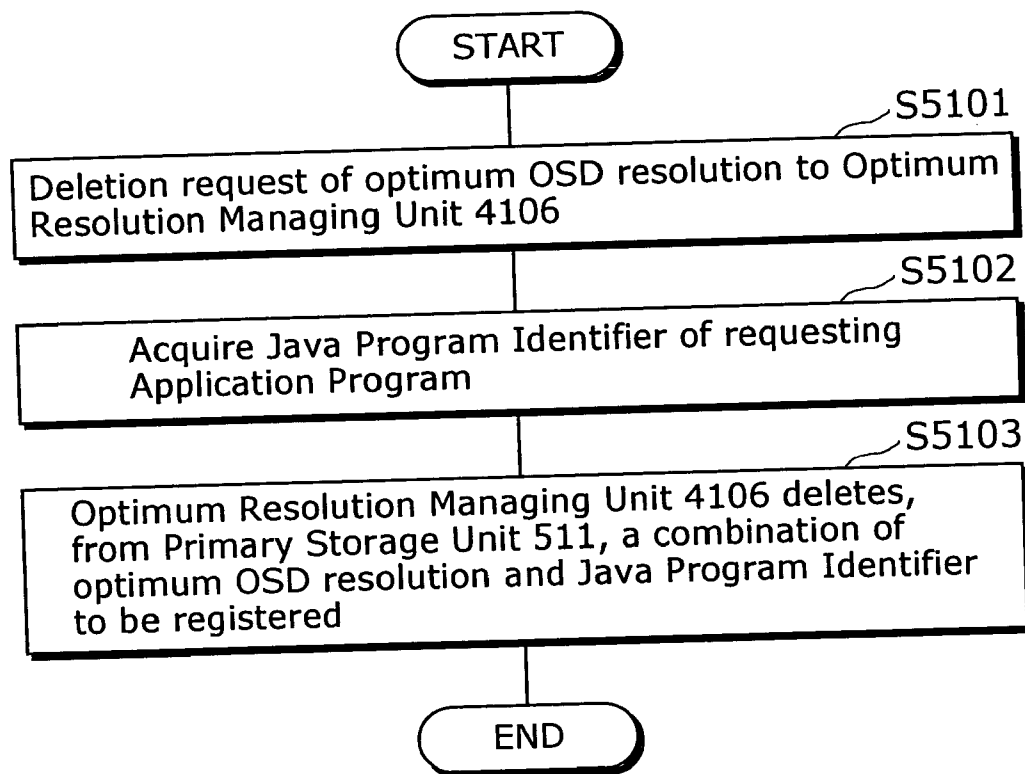 START
S5101
Deletion request of optimum OSD resolution to Optimum
Resolution Managing Unit 4106
S5102
Acquire Java Program Identifier of requesting
Application Program
S5103
Optimum Resolution Managing Unit 4106 deletes,
from Primary Storage Unit 511, a combination of
optimum OSD resolution and Java Program Identifier
to be registered
END